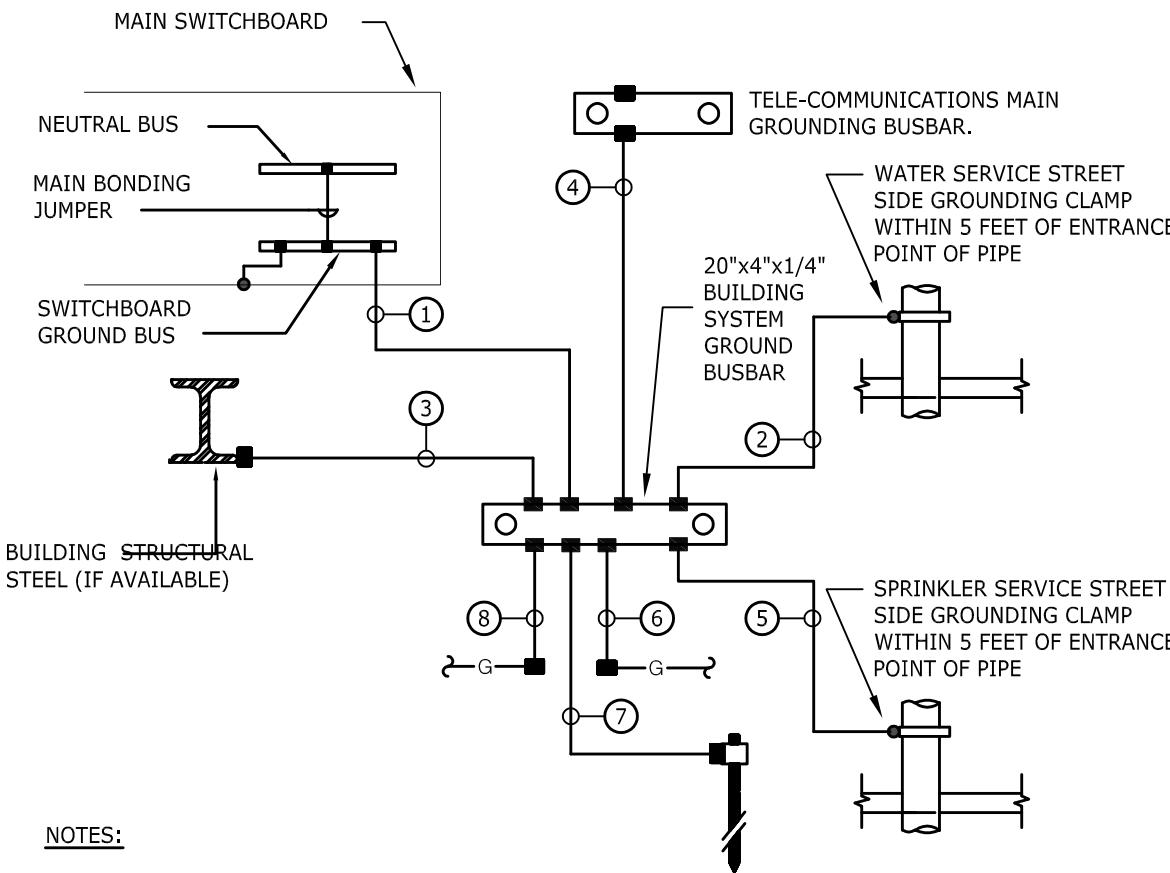 MAIN SWITCHBOARD
NEUTRAL BUS
MAIN BONDING
JUMPER
SWITCHBOARD
GROUND BUS
TELE-COMMUNICATIONS MAIN
GROUNDING BUSBAR.
WATER SERVICE STREET
SIDE GROUNDING CLAMP
WITHIN 5 FEET OF ENTRANCE
POINT OF PIPE
20"x4"x1/4"
BUILDING
SYSTEM
GROUND
BUSBAR
4
1
3
2
BUILDING STRUCTURAL
STEEL (IF AVAILABLE)
8
6
5
G
G
7
SPRINKLER SERVICE STREET
SIDE GROUNDING CLAMP
WITHIN 5 FEET OF ENTRANCE
POINT OF PIPE
NOTES: